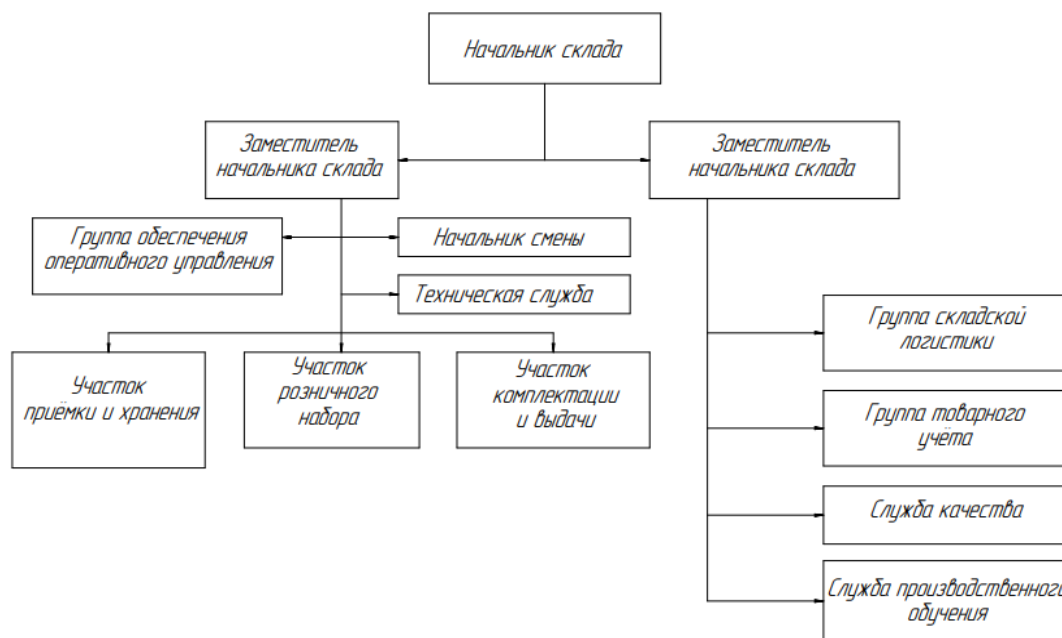 Начальник склада
Заместитель
начальника склада
Заместитель
начальника склада
Группа обеспечения
оперативного управления
Начальник смены
Техническая служба
Участок
приёмки и хранения
Участок
розничного
набора
Участок
комплектации
и выдачи
Группа складской
логистики
Группа товарного
учёта
Служба качества
Служба производственного
обучения